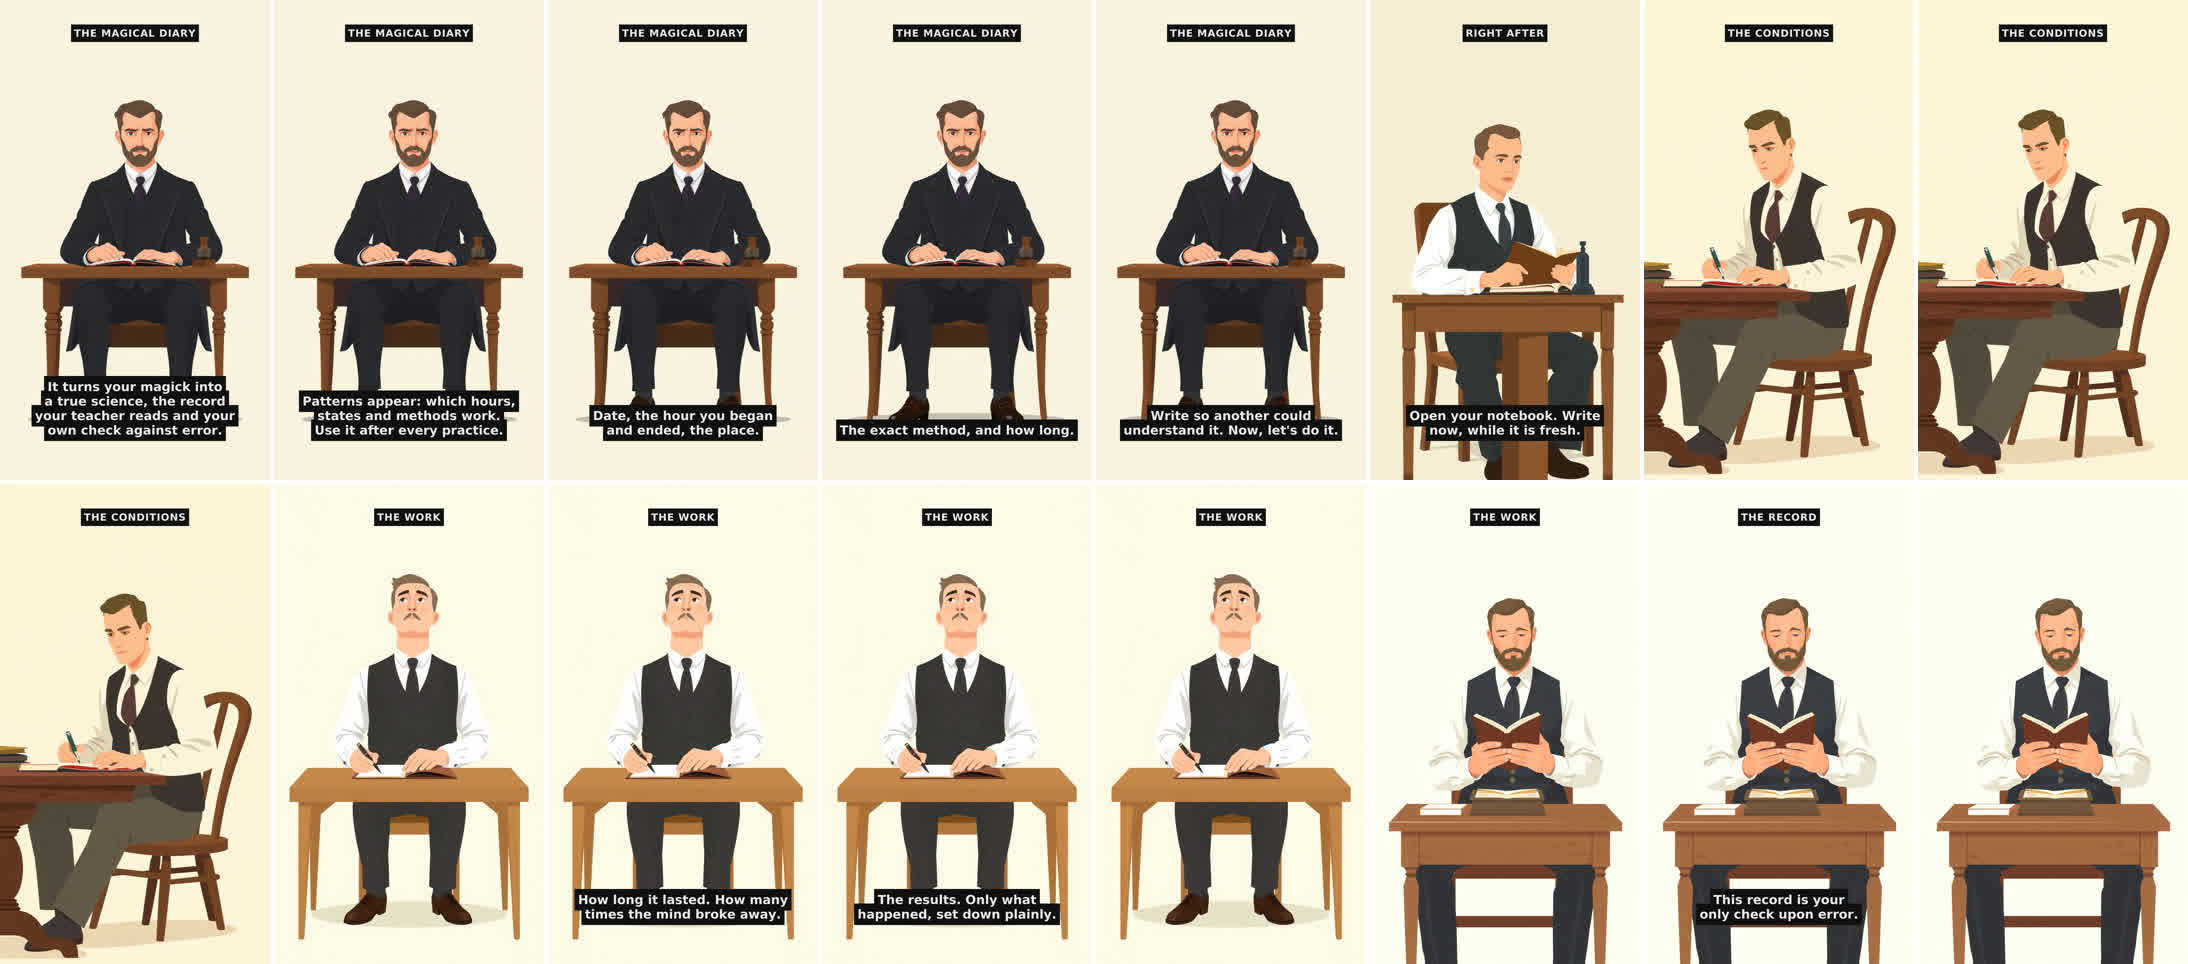 THE MAGICAL DIARY
It turns your magick into
a true science, the record
your teacher reads and your
own check against error.
THE MAGICAL DIARY
Patterns appear: which hours,
states and methods work.
Use it after every practice.
THE MAGICAL DIARY
Date, the hour you began
and ended, the place.
THE MAGICAL DIARY
The exact method, and how long.
THE MAGICAL DIARY
Write so another could
understand it. Now, let's do it.
RIGHT AFTER
Open your notebook. Write
now, while it is fresh.
THE CONDITIONS
THE CONDITIONS
THE CONDITIONS
THE WORK
THE WORK
How long it lasted. How many
times the mind broke away.
THE WORK
The results. Only what
happened, set down plainly.
THE WORK
THE WORK
THE RECORD
This record is your
only check upon error.